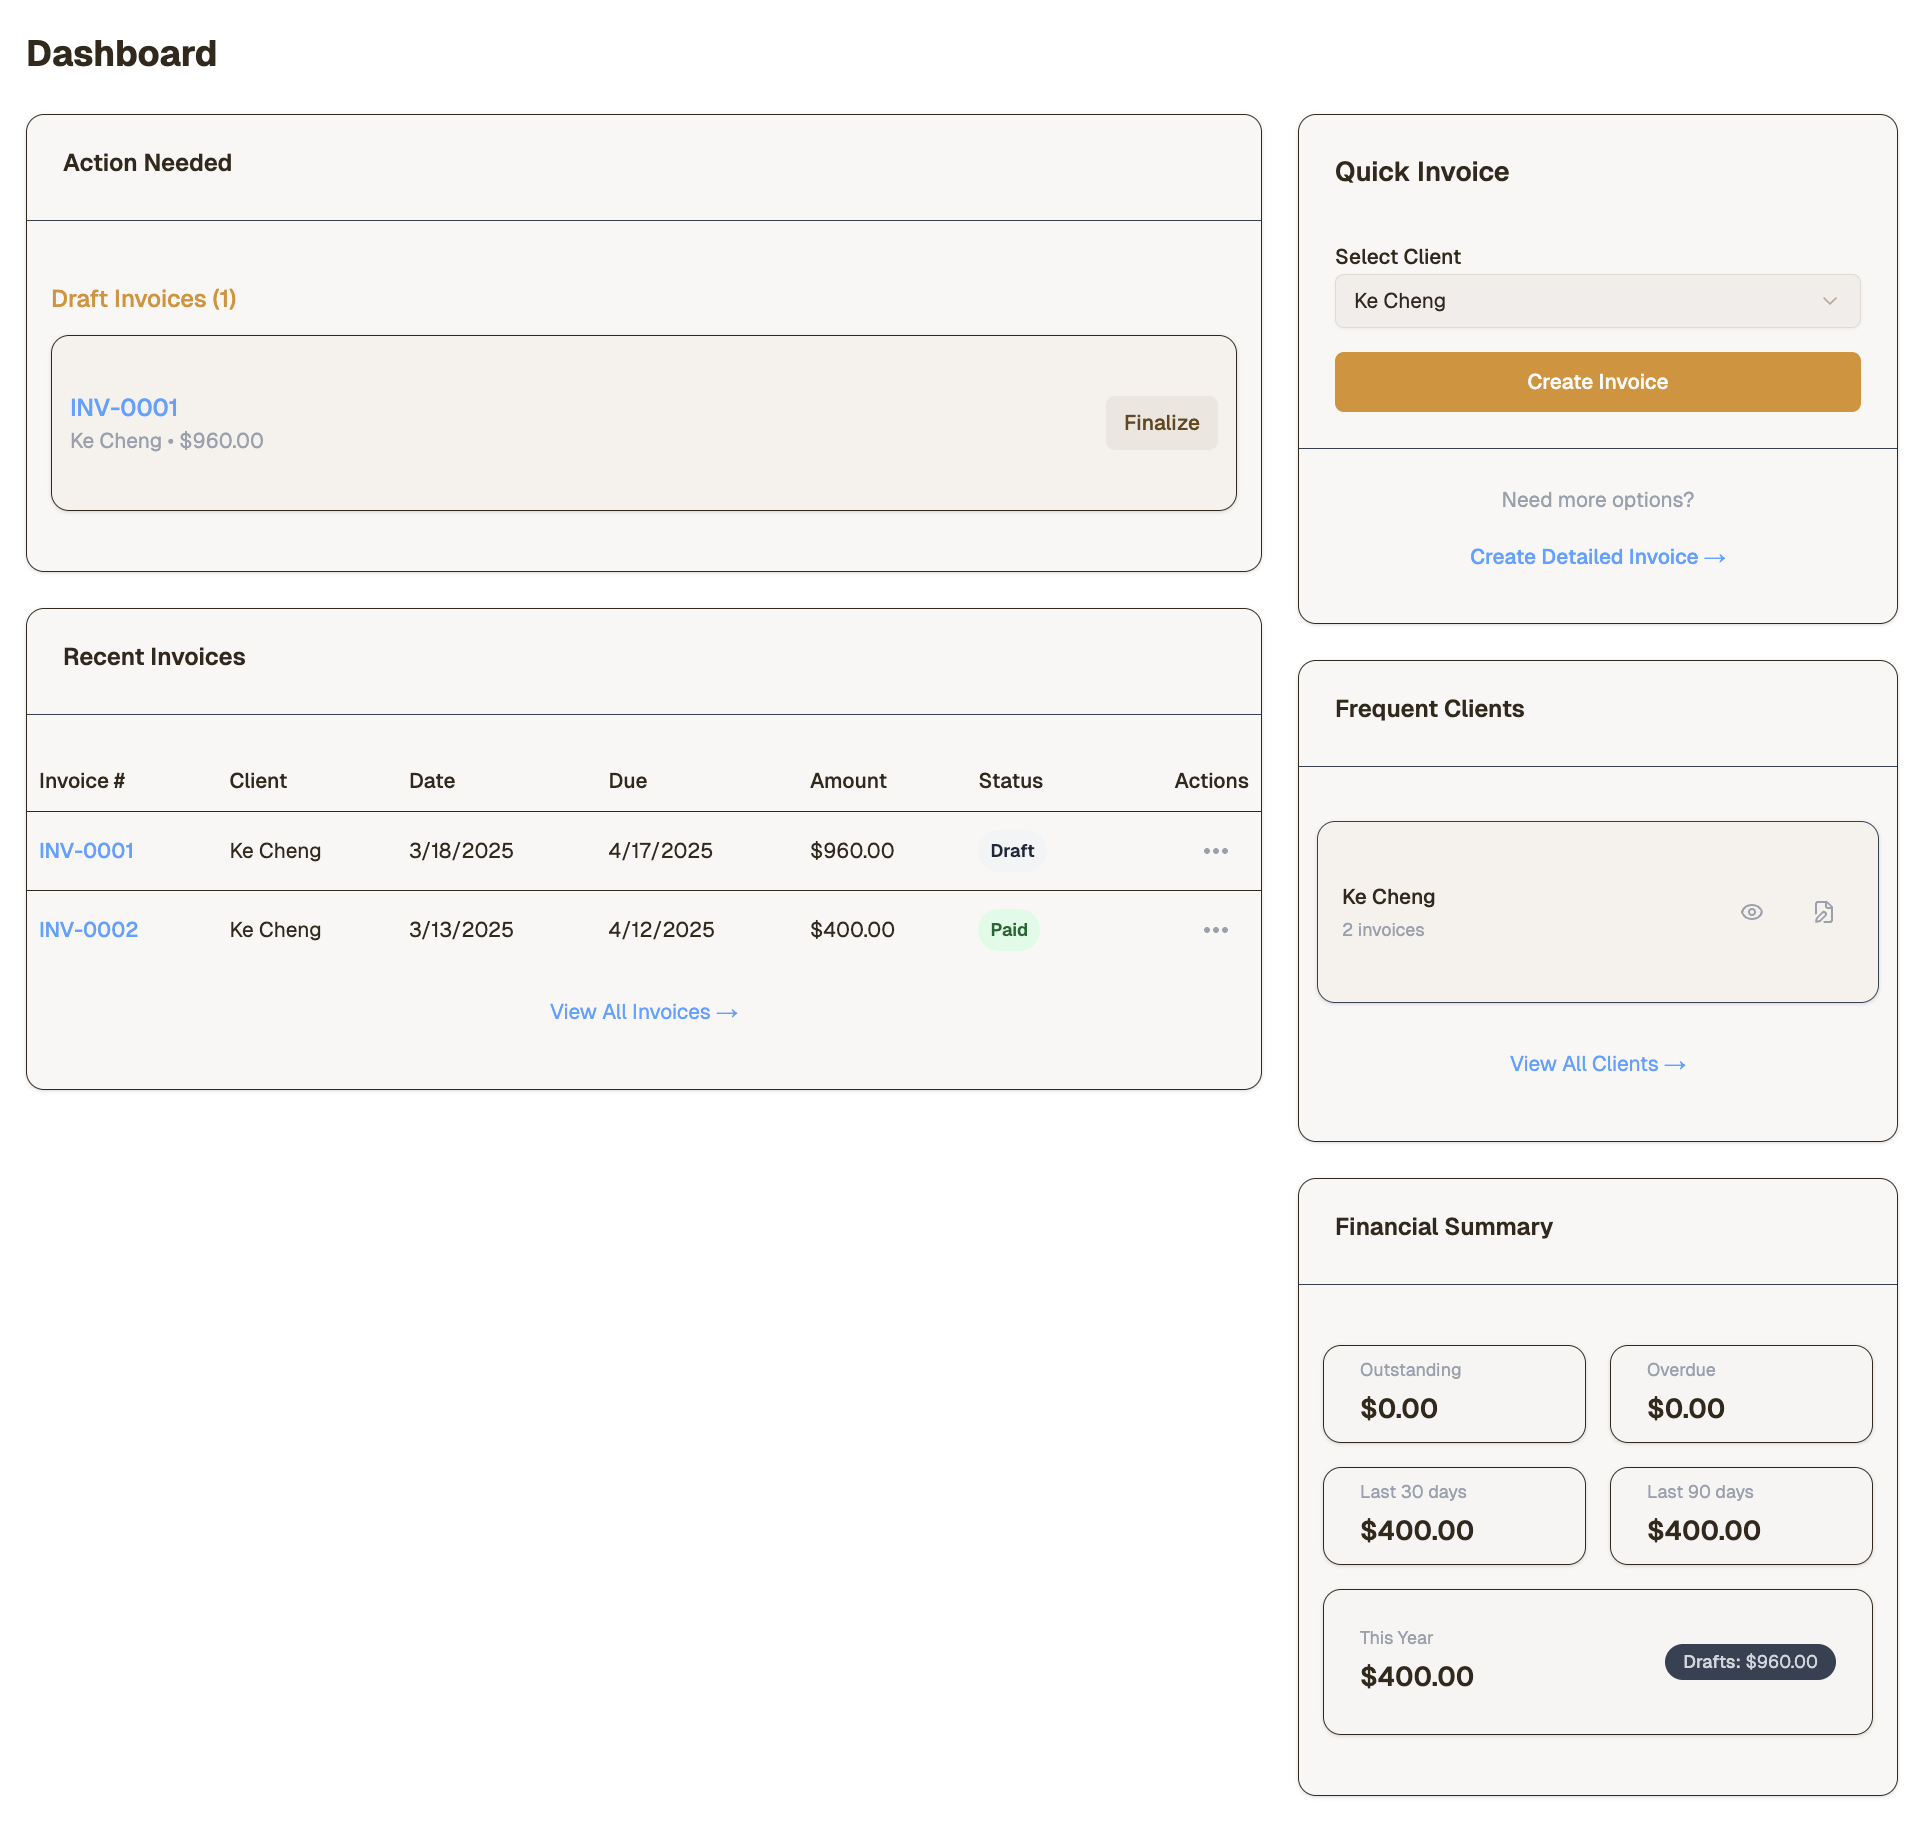 Dashboard
Action Needed
Draft Invoices (1)
INV-0001
Ke Cheng • $960.00
Finalize
Recent Invoices
Invoice # Client Date Due Amount Status Actions
INV-0001 Ke Cheng 3/18/2025 4/17/2025 $960.00 Draft
INV-0002 Ke Cheng 3/13/2025 4/12/2025 $400.00 Paid
View All Invoices →
Quick Invoice
Select Client
Ke Cheng
Create Invoice
Need more options?
Create Detailed Invoice →
Frequent Clients
Ke Cheng
2 invoices
View All Clients →
Financial Summary
Outstanding
$0.00
Overdue
$0.00
Last 30 days
$400.00
Last 90 days
$400.00
This Year
$400.00
Drafts: $960.00